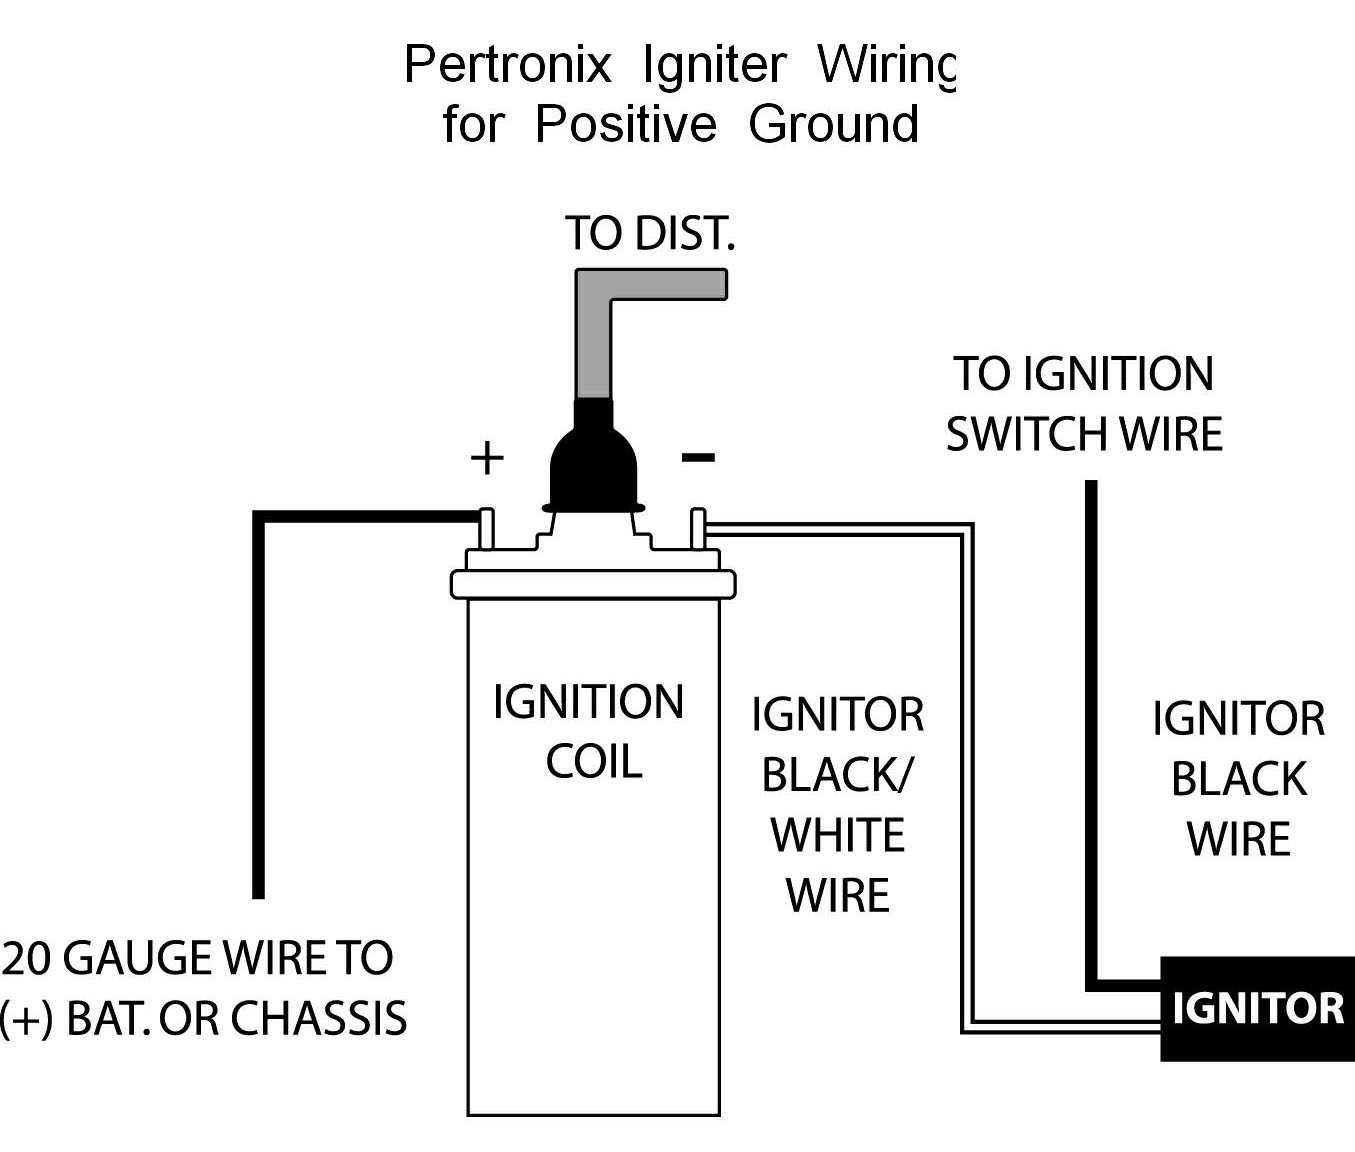 Pertronix Igniter Wiring
for Positive Ground
TO DIST.
TO IGNITION
SWITCH WIRE
+
-
IGNITION
COIL
IGNITOR
BLACK/
WHITE
WIRE
IGNITOR
BLACK
WIRE
20 GAUGE WIRE TO
(+) BAT. OR CHASSIS
IGNITOR